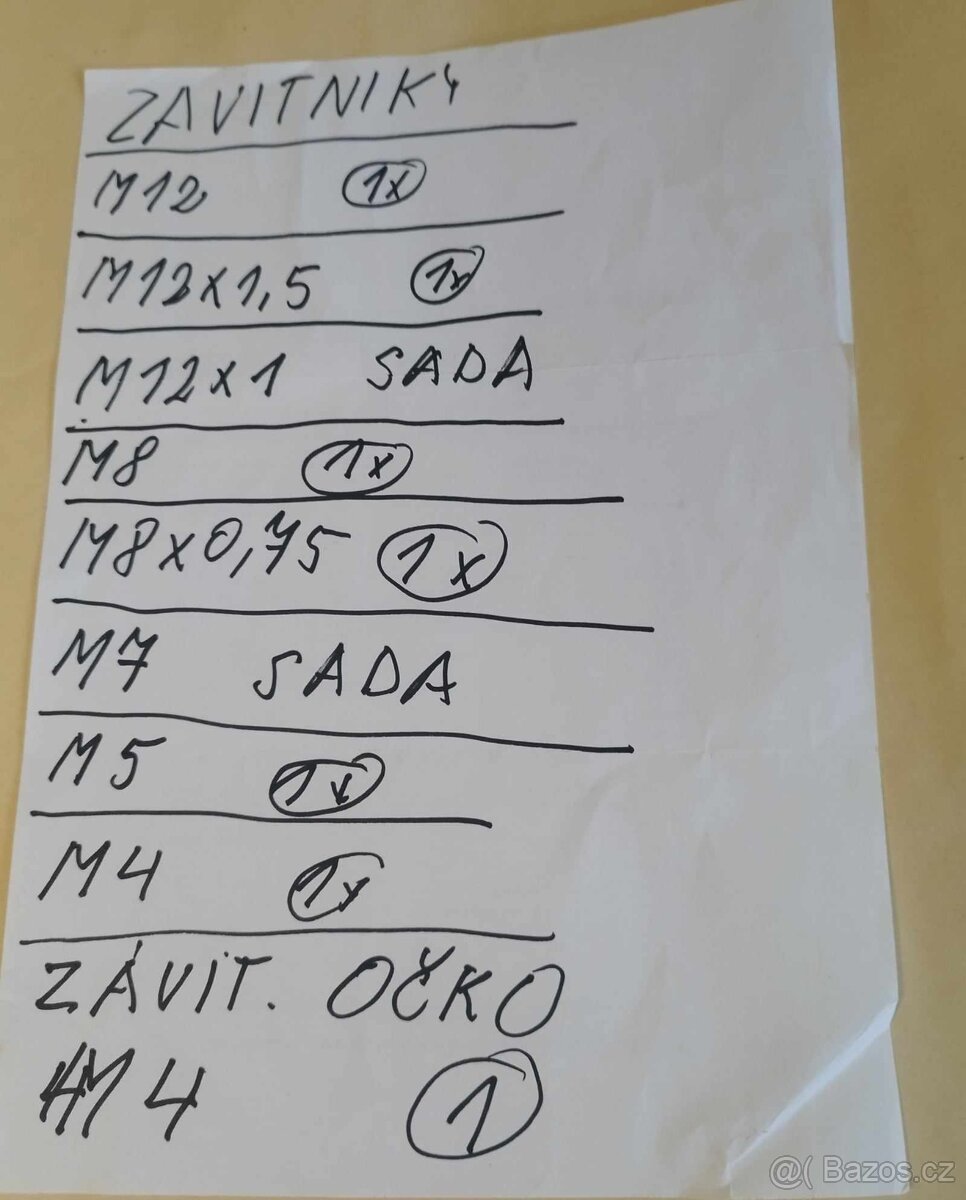 ZAVITNIKY
M12 1x
M12x1,5 1x
M12x1 SADA
M8 1x
M8x0,75 1x
M7 SADA
M5 1x
M4 1x
ZÁVIT. OČKO
M4 1
@( Bazos.cz